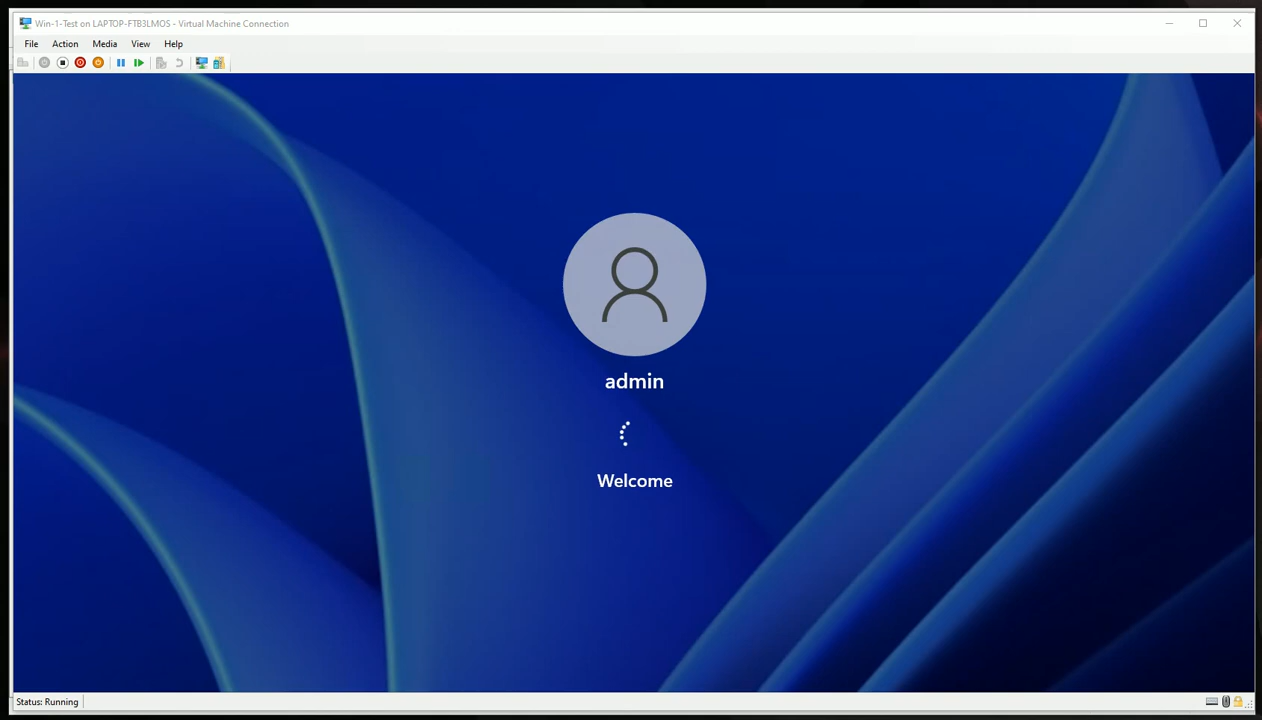 Win-1-Test on LAPTOP-FTB3LMOS - Virtual Machine Connection
File Action Media View Help
admin
Welcome
Status: Running